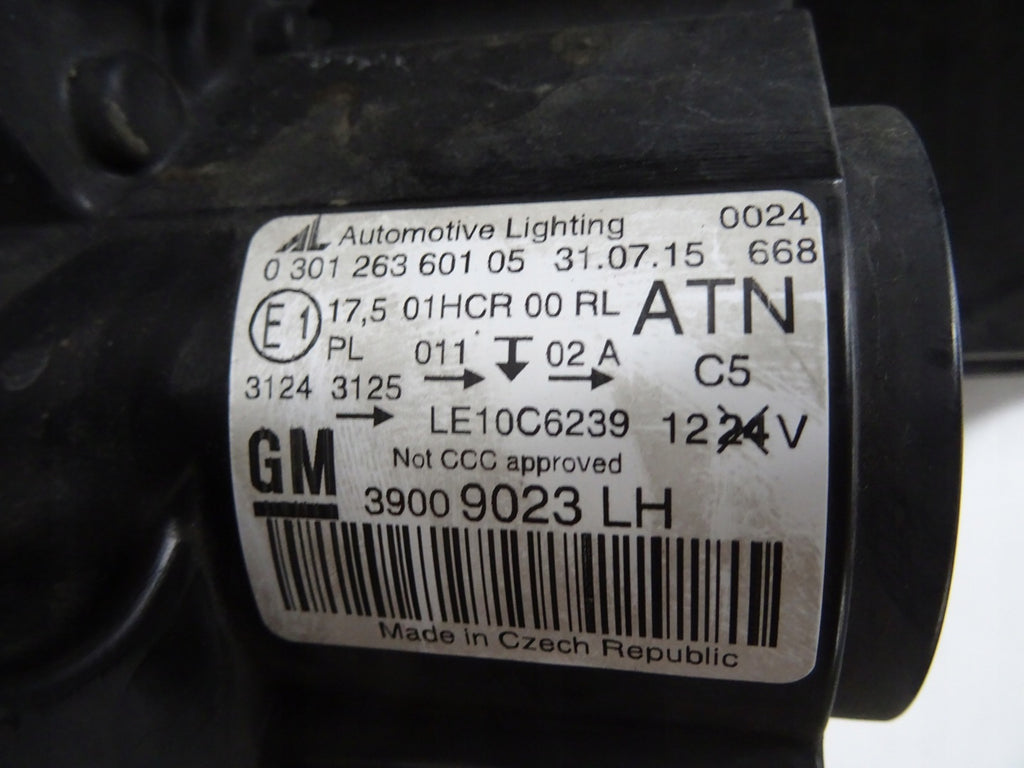 AL Automotive Lighting 0024
0 301 263 601 05 31.07.15 668
E1 17,5 01HCR 00 RL ATN
PL 011 02 A C5
3124 3125
LE10C6239 12 24 V
GM Not CCC approved
3900 9023 LH
Made in Czech Republic